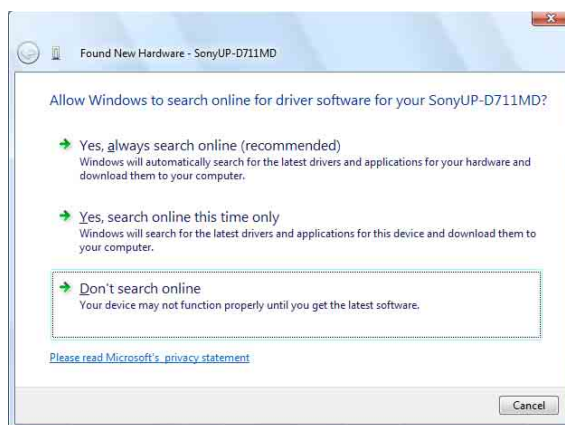 Found New Hardware - SonyUP-D711MD
Allow Windows to search online for driver software for your SonyUP-D711MD?
Yes, always search online (recommended)
Windows will automatically search for the latest drivers and applications for your hardware and
download them to your computer.
Yes, search online this time only
Windows will search for the latest drivers and applications for this device and download them to
your computer.
Don't search online
Your device may not function properly until you get the latest software.
Please read Microsoft's privacy statement
Cancel